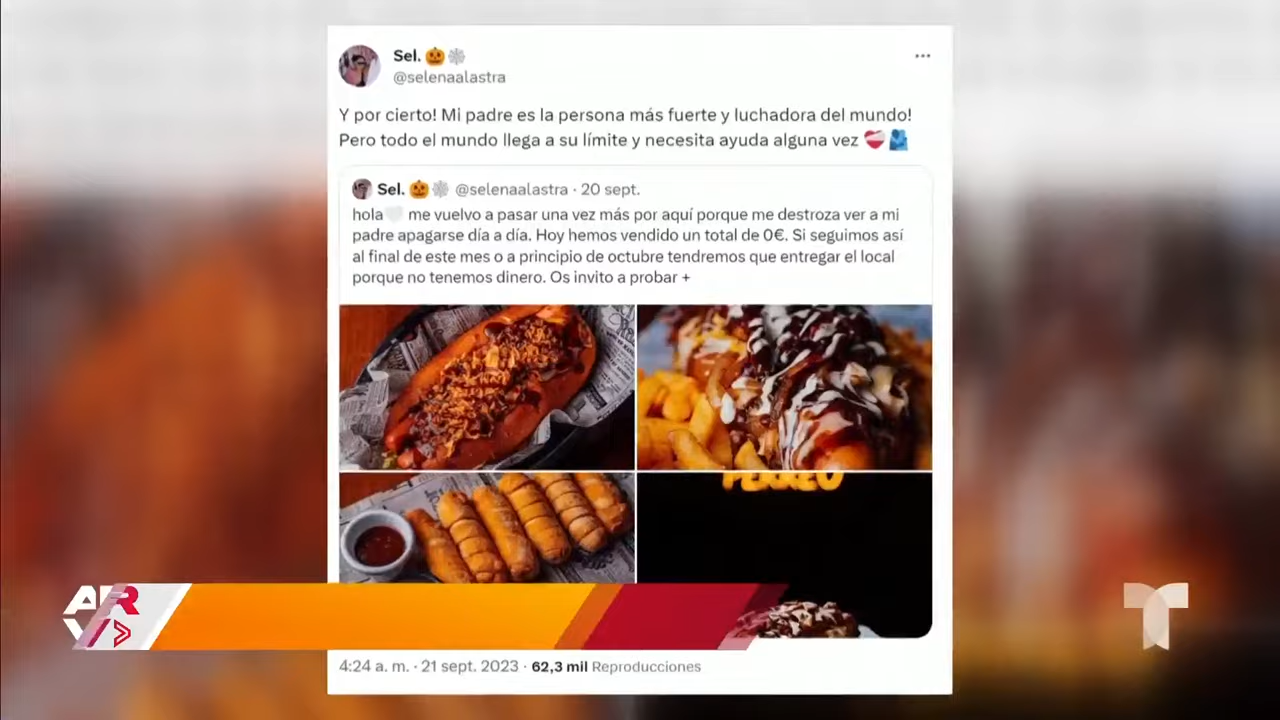 Sel. 🎃❄️
@selenaalastra
Y por cierto! Mi padre es la persona más fuerte y luchadora del mundo!
Pero todo el mundo llega a su límite y necesita ayuda alguna vez ❤️‍🩹🫂
Sel. 🎃❄️ @selenaalastra · 20 sept.
hola🤍 me vuelvo a pasar una vez más por aquí porque me destroza ver a mi
padre apagarse día a día. Hoy hemos vendido un total de 0€. Si seguimos así
al final de este mes o a principio de octubre tendremos que entregar el local
porque no tenemos dinero. Os invito a probar +
PERREO
4:24 a. m. · 21 sept. 2023 · 62,3 mil Reproducciones